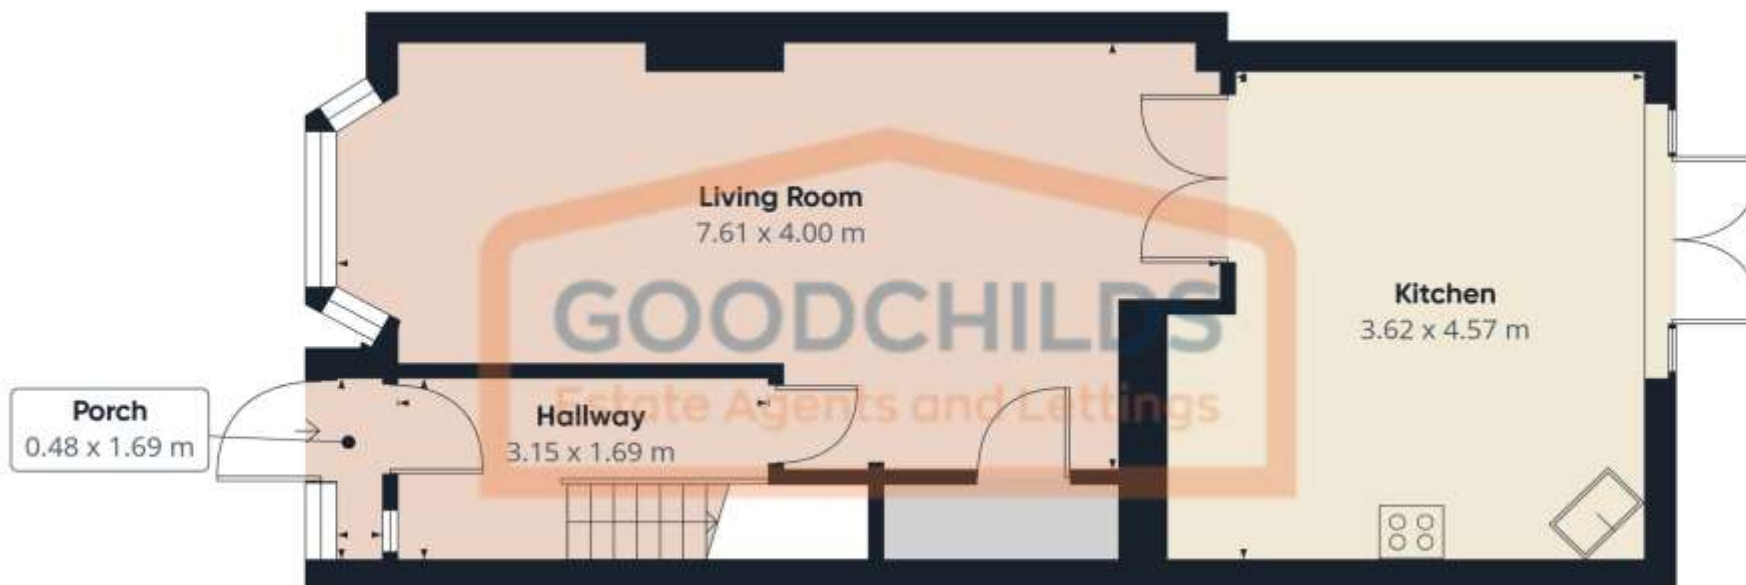 Living Room
7.61 x 4.00 m
GOODCHILDS
Estate Agents and Lettings
Kitchen
3.62 x 4.57 m
Porch
0.48 x 1.69 m
Hallway
3.15 x 1.69 m